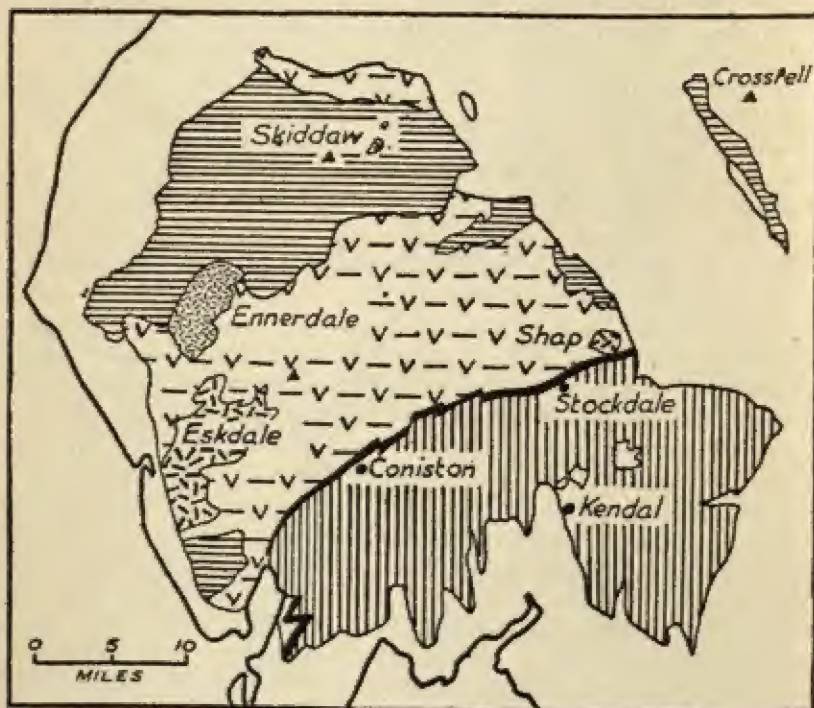 Crossfell
Skiddaw
Ennerdale
Shap
Stockdale
Eskdale
Coniston
Kendal
0 5 10
MILES